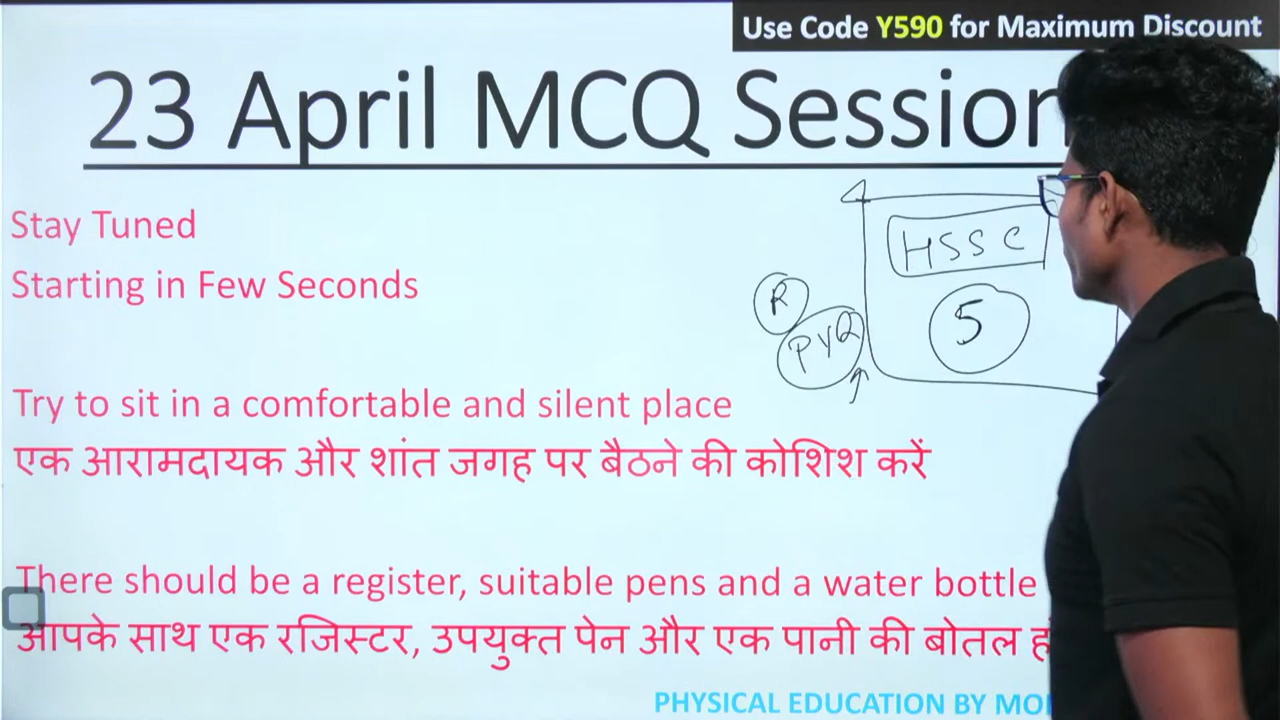 Use Code Y590 for Maximum Discount
23 April MCQ Session
Stay Tuned
Starting in Few Seconds
HSSC
R
5
PYQ
Try to sit in a comfortable and silent place
एक आरामदायक और शांत जगह पर बैठने की कोशिश करें
There should be a register, suitable pens and a water bottle
आपके साथ एक रजिस्टर, उपयुक्त पेन और एक पानी की बोतल
PHYSICAL EDUCATION BY